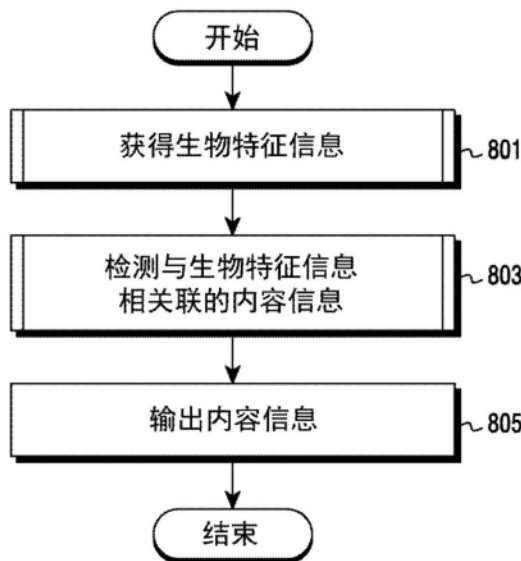 开始
获得生物特征信息
801
检测与生物特征信息
相关联的内容信息
803
输出内容信息
805
结束